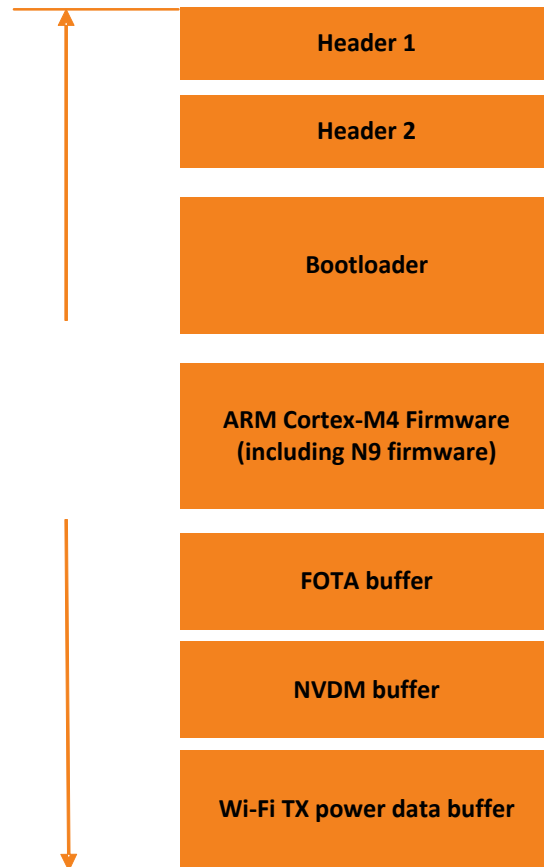 Header 1
Header 2
Bootloader
ARM Cortex-M4 Firmware
(including N9 firmware)
FOTA buffer
NVDM buffer
Wi-Fi TX power data buffer